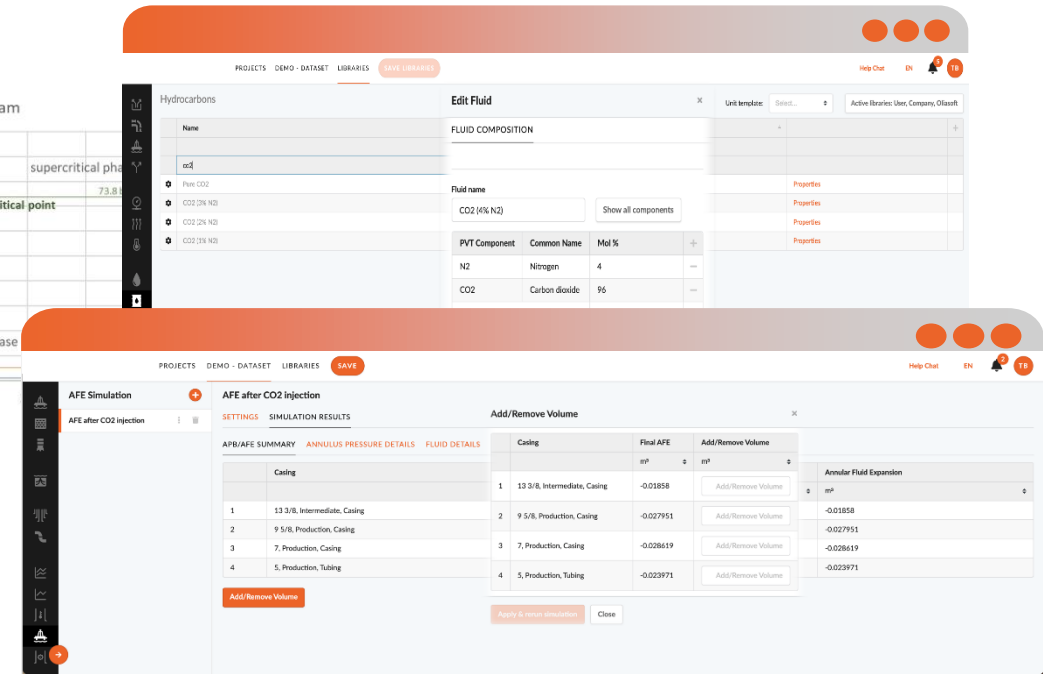 am
supercritical pha
73.8 b
itical point
ase
PROJECTS DEMO - DATASET LIBRARIES SAVE LIBRARIES
Help Chat EN 5 TB
Hydrocarbons
Edit Fluid ×
Unit template: Select... Active libraries: User, Company, Oliasoft
Name
FLUID COMPOSITION
+
co2
Pure CO2
Properties
CO2 (3% N2)
Properties
CO2 (2% N2)
Properties
CO2 (1% N2)
Properties
Fluid name
CO2 (4% N2) Show all components
PVT Component Common Name Mol % +
N2 Nitrogen 4 −
CO2 Carbon dioxide 96 −
PROJECTS DEMO - DATASET LIBRARIES SAVE
Help Chat EN 2 TB
AFE Simulation +
AFE after CO2 injection
AFE after CO2 injection
SETTINGS SIMULATION RESULTS
APB/AFE SUMMARY ANNULUS PRESSURE DETAILS FLUID DETAILS
Casing
Annular Fluid Expansion
m³
1 13 3/8, Intermediate, Casing -0.01858
2 9 5/8, Production, Casing -0.027951
3 7, Production, Casing -0.028619
4 5, Production, Tubing -0.023971
Add/Remove Volume
Add/Remove Volume ×
Casing Final AFE Add/Remove Volume
m³ m³
1 13 3/8, Intermediate, Casing -0.01858 Add/Remove Volume
2 9 5/8, Production, Casing -0.027951 Add/Remove Volume
3 7, Production, Casing -0.028619 Add/Remove Volume
4 5, Production, Tubing -0.023971 Add/Remove Volume
Apply & rerun simulation Close